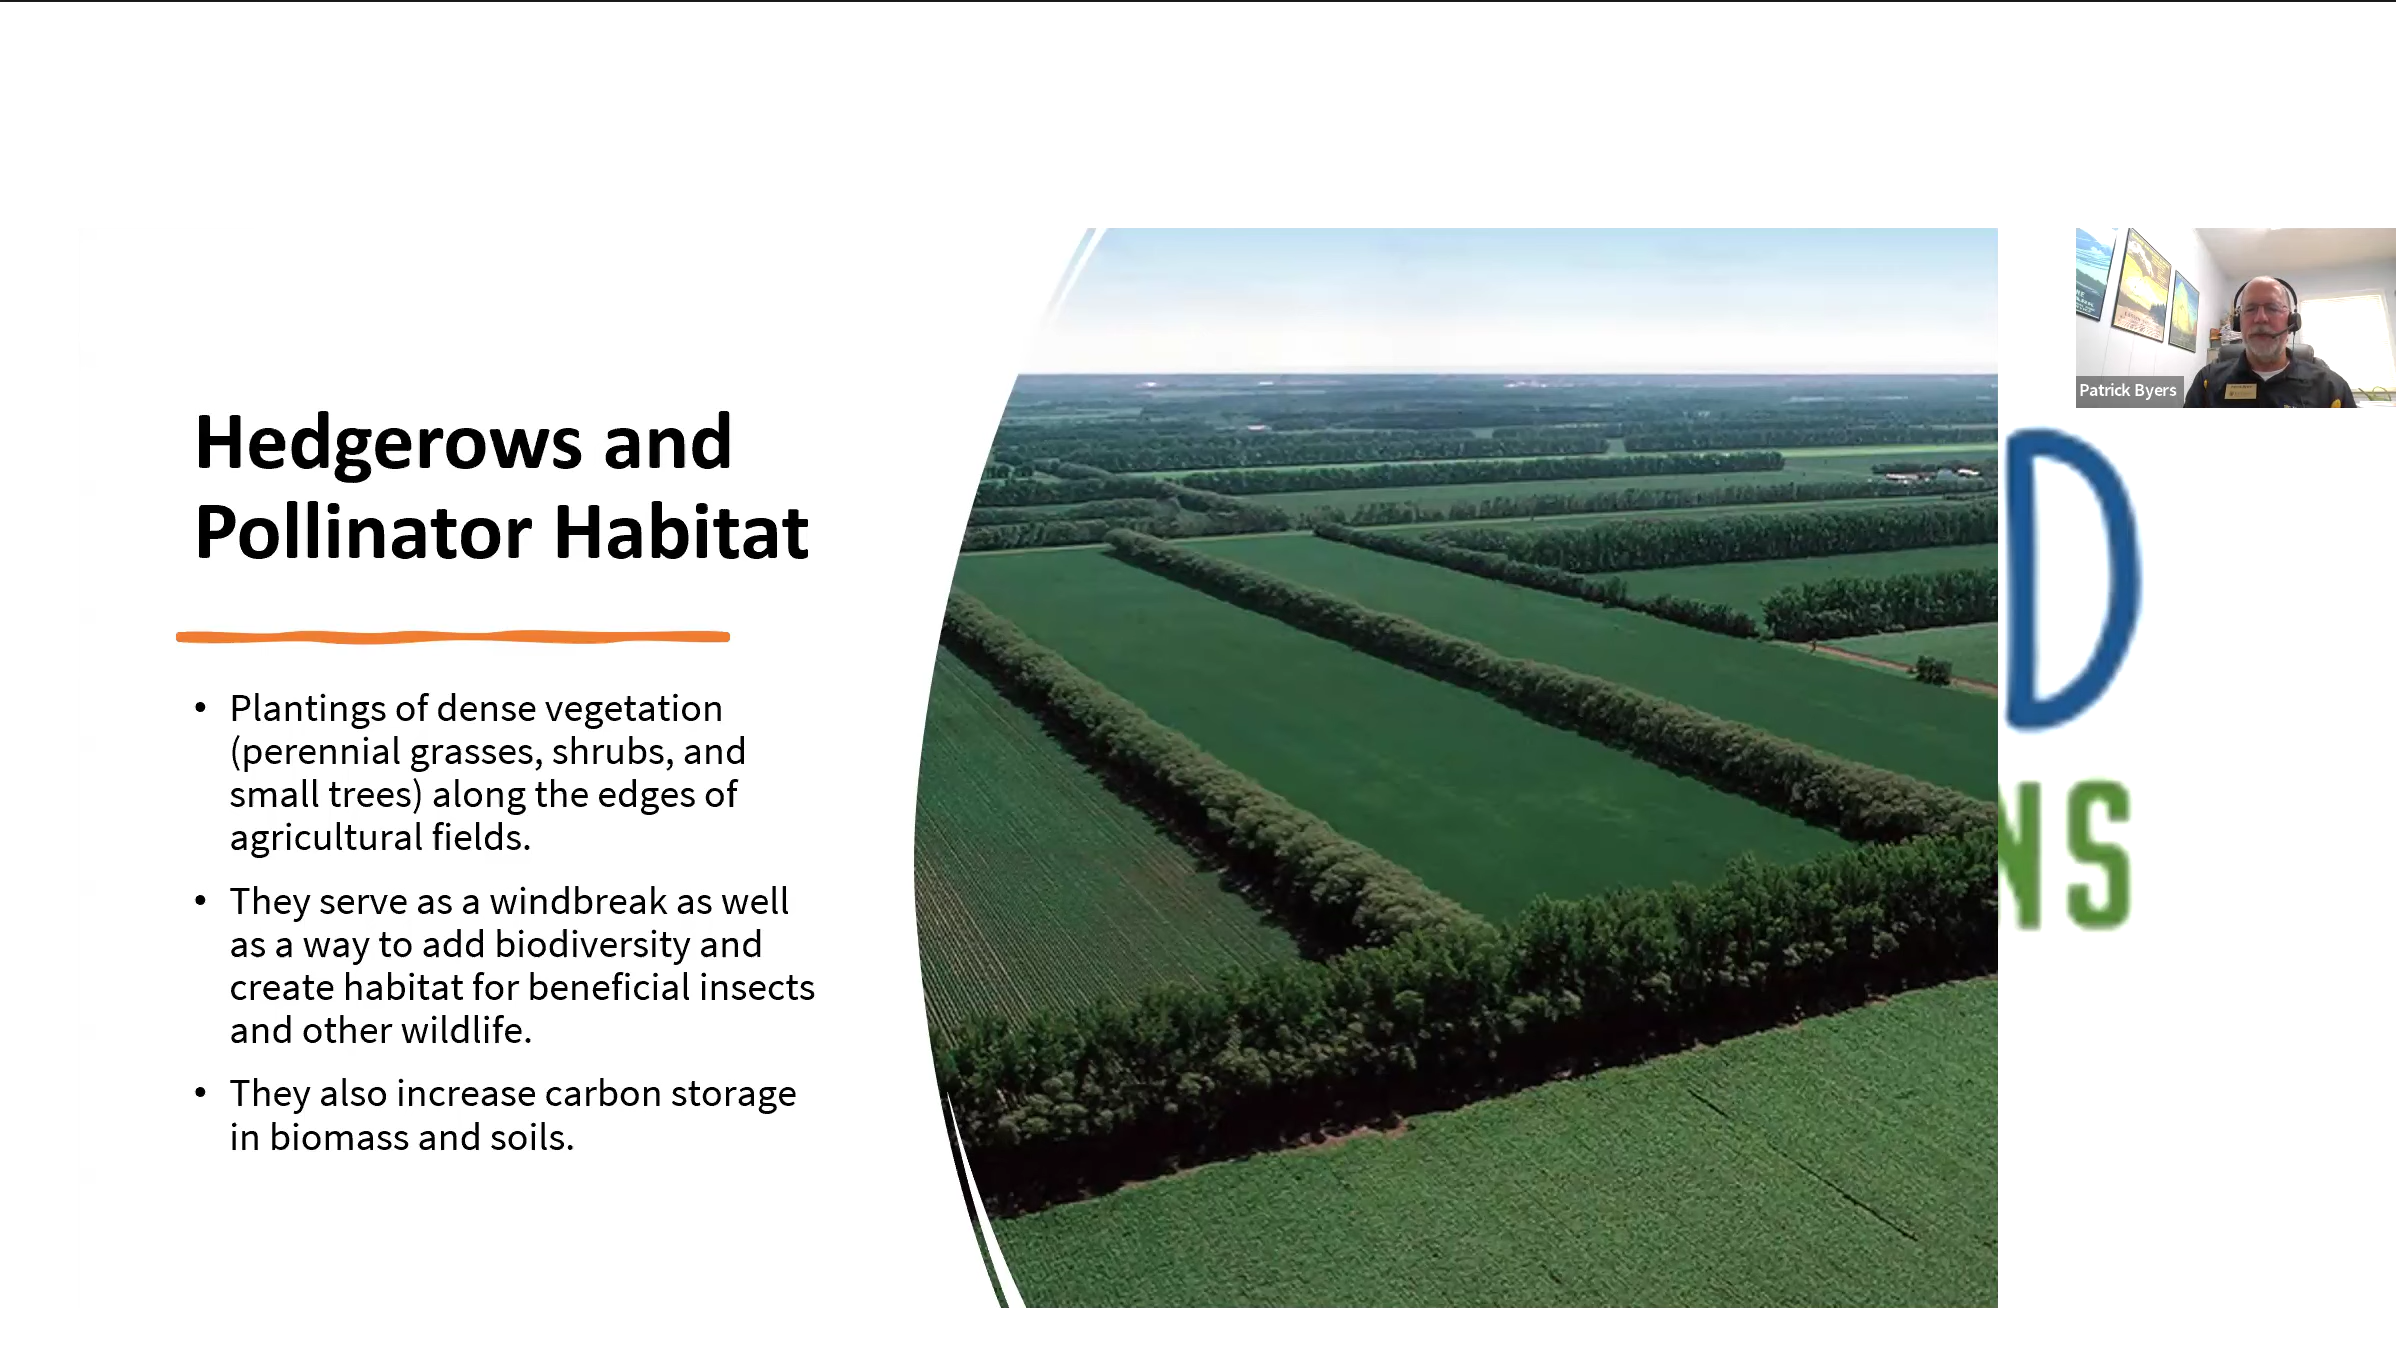 Hedgerows and
Pollinator Habitat
• Plantings of dense vegetation
(perennial grasses, shrubs, and
small trees) along the edges of
agricultural fields.
• They serve as a windbreak as well
as a way to add biodiversity and
create habitat for beneficial insects
and other wildlife.
• They also increase carbon storage
in biomass and soils.
Patrick Byers
D
NS